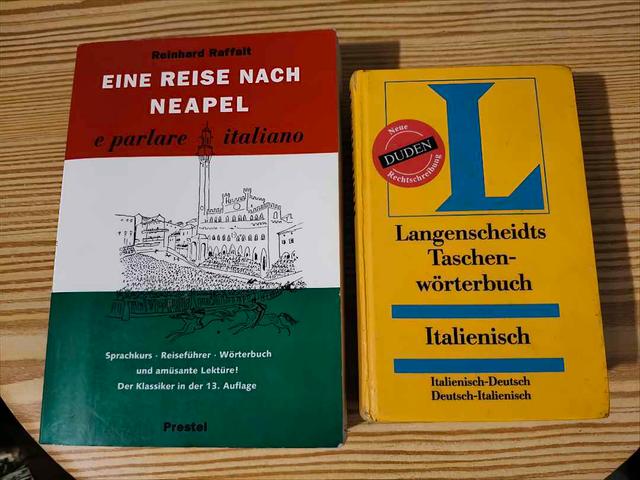 Reinhard Raffalt
EINE REISE NACH
NEAPEL
e parlare italiano
Sprachkurs · Reiseführer · Wörterbuch
und amüsante Lektüre!
Der Klassiker in der 13. Auflage
Prestel
L
Neue
DUDEN
Rechtschreibung
Langenscheidts
Taschen-
wörterbuch
Italienisch
Italienisch-Deutsch
Deutsch-Italienisch